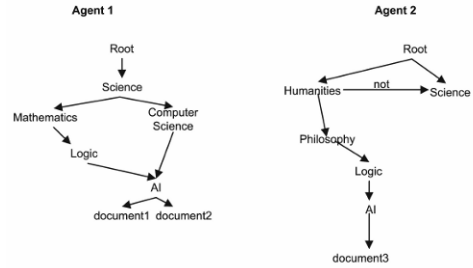 Agent 1
Root
Science
Mathematics
Computer
Science
Logic
AI
document1 document2
Agent 2
Root
Humanities
not
Science
Philosophy
Logic
AI
document3